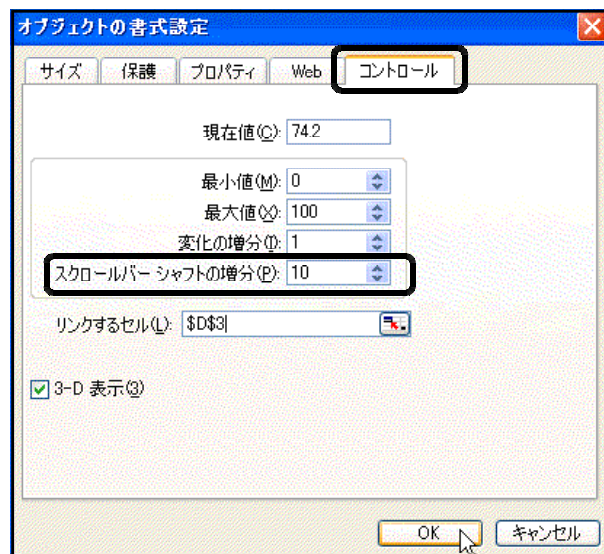 オブジェクトの書式設定
サイズ 保護 プロパティ Web コントロール
現在値(C): 74.2
最小値(M): 0
最大値(X): 100
変化の増分(I): 1
スクロールバー シャフトの増分(P): 10
リンクするセル(L): $D$3
3-D 表示(3)
OK キャンセル